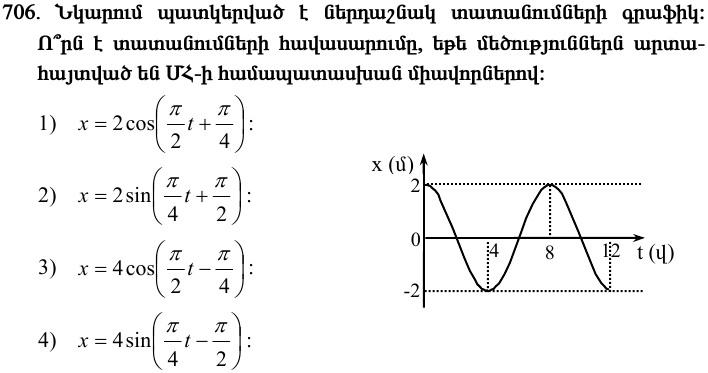 706. Նկարում պատկերված է ներդաշնակ տատանումների գրաֆիկ:
Ո՞րն է տատանումների հավասարումը, եթե մեծություններն արտա-
հայտված են ՄՀ-ի համապատասխան միավորներով:
1) x = 2cos(π/2 t + π/4):
2) x = 2sin(π/4 t + π/2):
3) x = 4cos(π/2 t − π/4):
4) x = 4sin(π/4 t − π/2):
x (մ)
2
0
4
8
12
t (վ)
-2